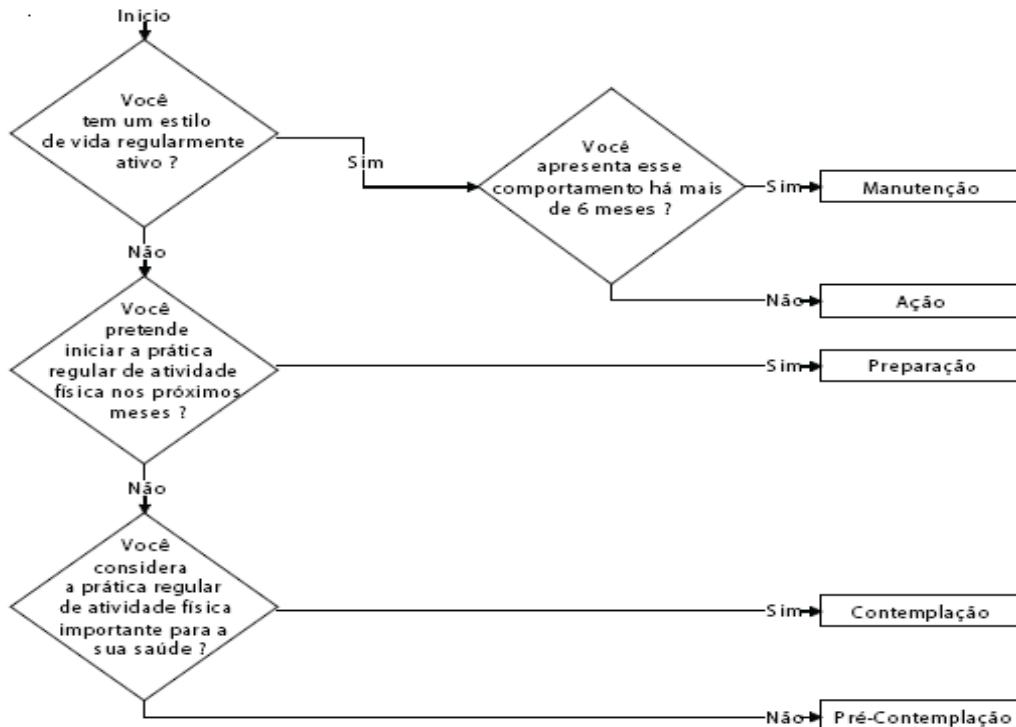 Inicio
Você
tem um estilo
de vida regularmente
ativo ?
Sim
Você
apresenta esse
comportamento há mais
de 6 meses ?
Sim
Manutenção
Não
Ação
Não
Você
pretende
iniciar a prática
regular de atividade
física nos próximos
meses ?
Sim
Preparação
Não
Você
considera
a prática regular
de atividade física
importante para a
sua saúde ?
Sim
Contemplação
Não
Pré-Contemplação